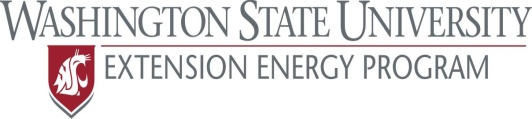 WASHINGTON STATE UNIVERSITY
EXTENSION ENERGY PROGRAM